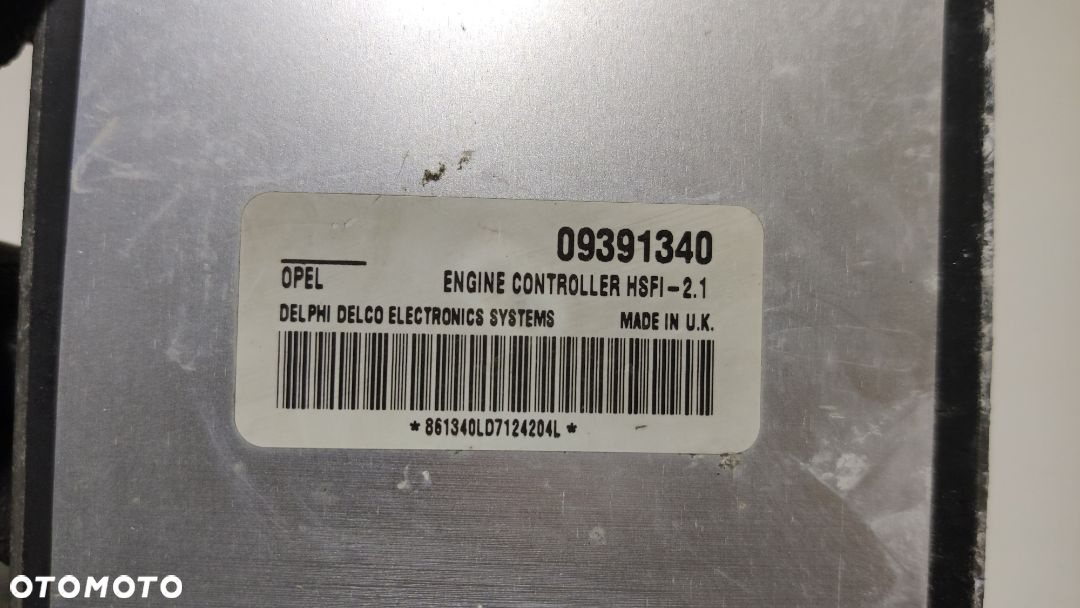 09391340
OPEL ENGINE CONTROLLER HSFI-2.1
DELPHI DELCO ELECTRONICS SYSTEMS MADE IN U.K.
*861340LD7124204L*
OTOMOTO